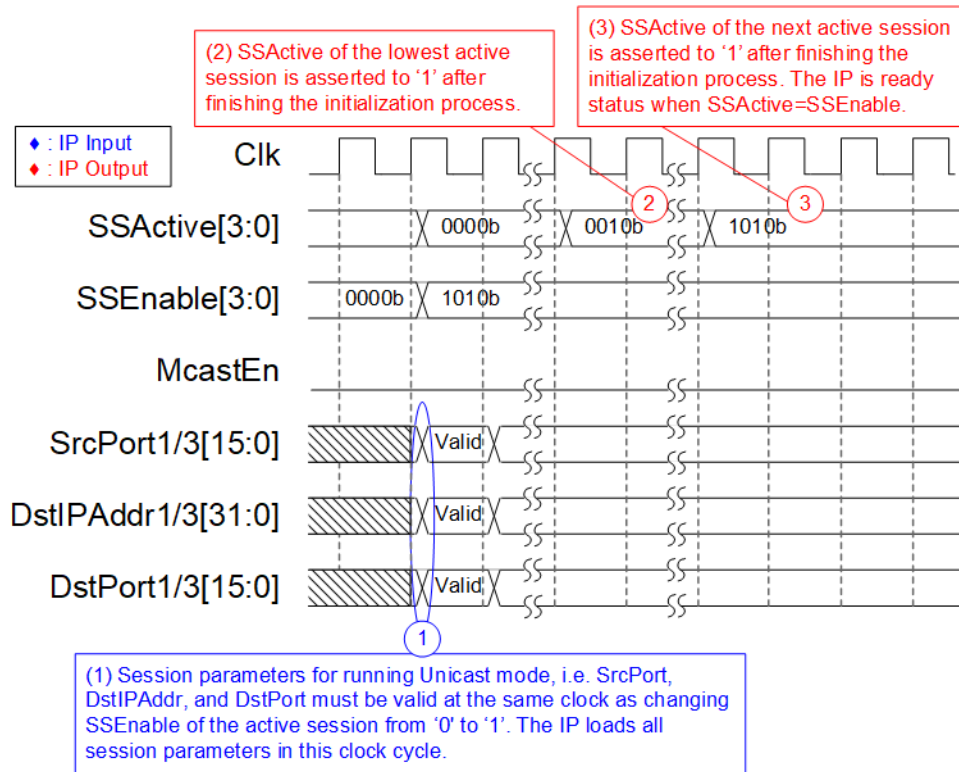 (2) SSActive of the lowest active
session is asserted to ‘1’ after
finishing the initialization process.
(3) SSActive of the next active session
is asserted to ‘1’ after finishing the
initialization process. The IP is ready
status when SSActive=SSEnable.
♦ : IP Input
♦ : IP Output
Clk
SSActive[3:0]
0000b
0010b
1010b
2
3
SSEnable[3:0]
0000b
1010b
McastEn
SrcPort1/3[15:0]
Valid
DstIPAddr1/3[31:0]
Valid
DstPort1/3[15:0]
Valid
1
(1) Session parameters for running Unicast mode, i.e. SrcPort,
DstIPAddr, and DstPort must be valid at the same clock as changing
SSEnable of the active session from ‘0’ to ‘1’. The IP loads all
session parameters in this clock cycle.